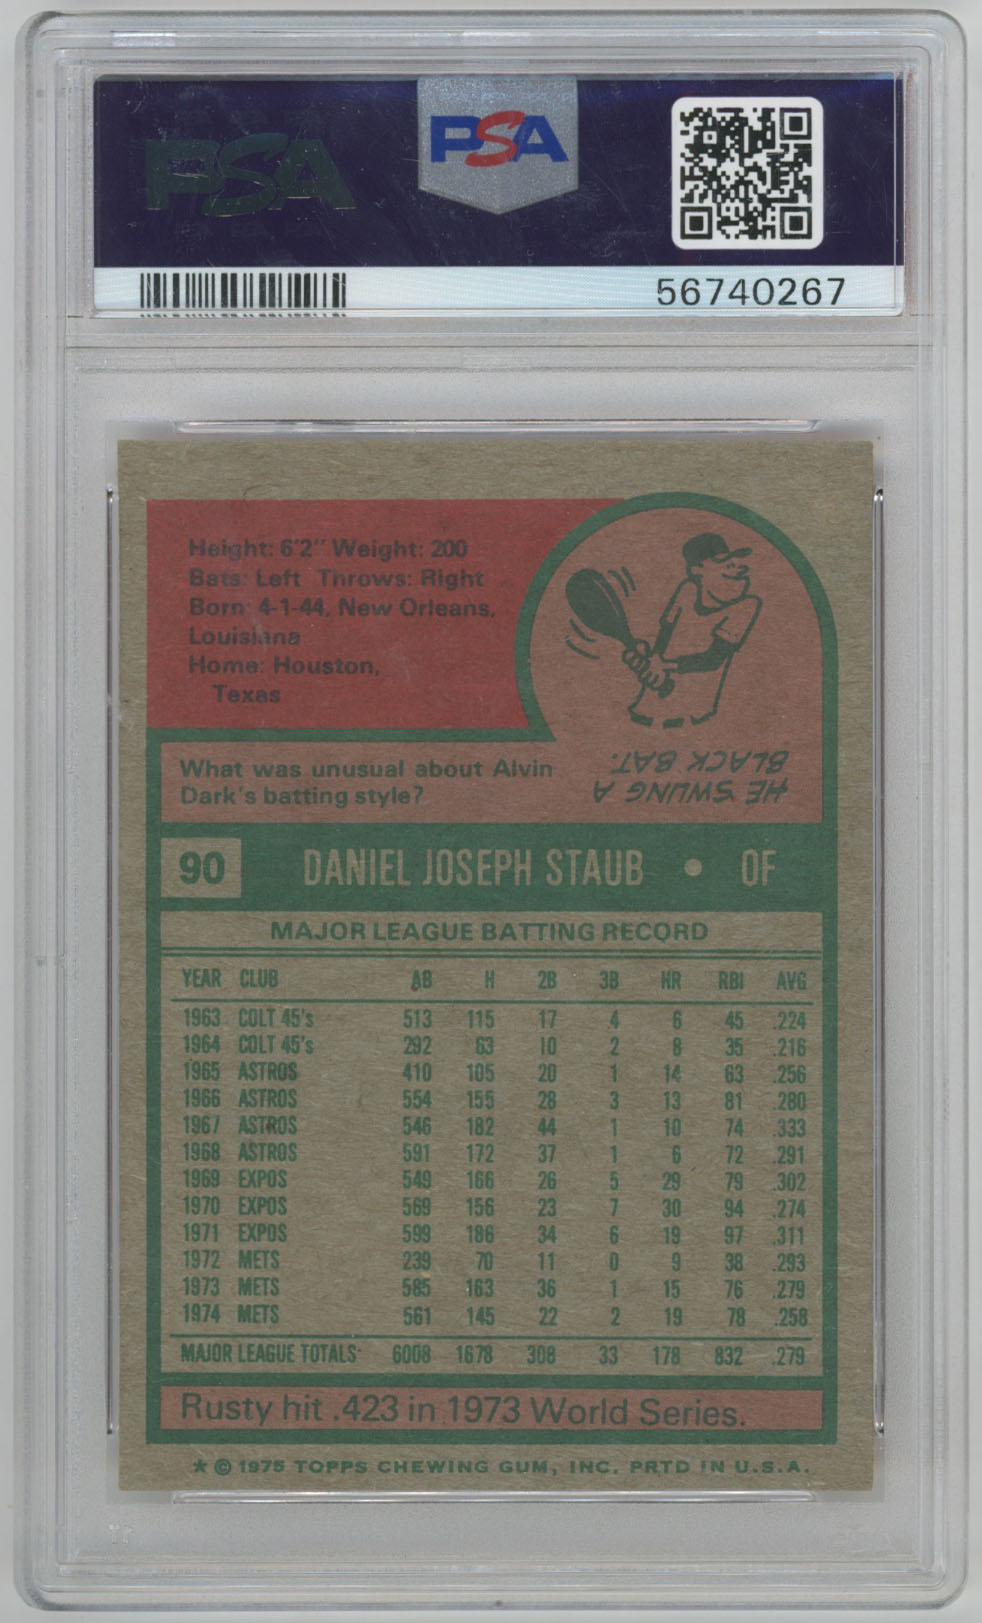 PSA
PSA
56740267
Height: 6'2" Weight: 200
Bats: Left Throws: Right
Born: 4-1-44, New Orleans,
Louisiana
Home: Houston,
Texas
What was unusual about Alvin
Dark's batting style?
HE SWUNG A
BLACK BAT.
90 DANIEL JOSEPH STAUB • OF
MAJOR LEAGUE BATTING RECORD
YEAR CLUB AB H 2B 3B HR RBI AVG
1963 COLT 45's 513 115 17 4 6 45 .224
1964 COLT 45's 292 63 10 2 8 35 .216
1965 ASTROS 410 105 20 1 14 63 .256
1966 ASTROS 554 155 28 3 13 81 .280
1967 ASTROS 546 182 44 1 10 74 .333
1968 ASTROS 591 172 37 1 6 72 .291
1969 EXPOS 549 166 26 5 29 79 .302
1970 EXPOS 569 156 23 7 30 94 .274
1971 EXPOS 599 186 34 6 19 97 .311
1972 METS 239 70 11 0 9 38 .293
1973 METS 585 163 36 1 15 76 .279
1974 METS 561 145 22 2 19 78 .258
MAJOR LEAGUE TOTALS 6008 1678 308 33 178 832 .279
Rusty hit .423 in 1973 World Series.
★ © 1975 TOPPS CHEWING GUM, INC. PRTD IN U.S.A.